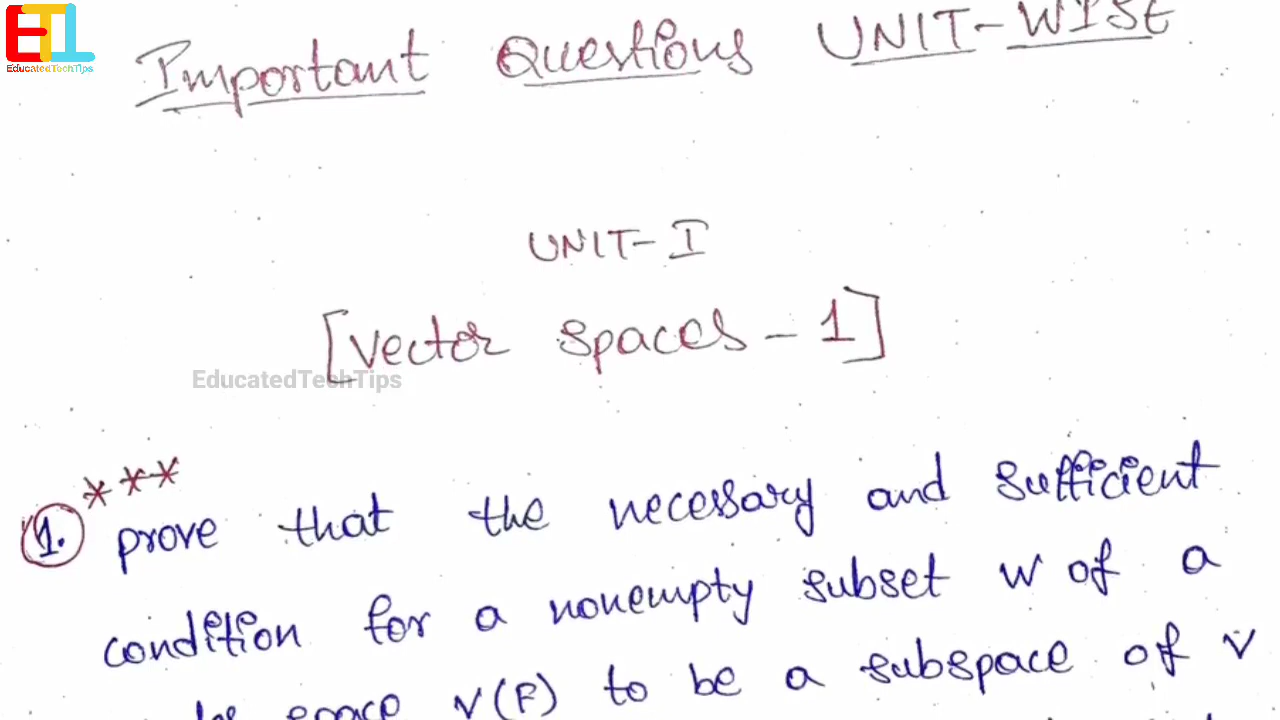 ETL
EducatedTechTips
Important Questions UNIT-WISE
UNIT-I
[Vector Spaces-1]
EducatedTechTips
***
1. prove that the necessary and sufficient
condition for a nonempty subset W of a
space V(F) to be a subspace of V